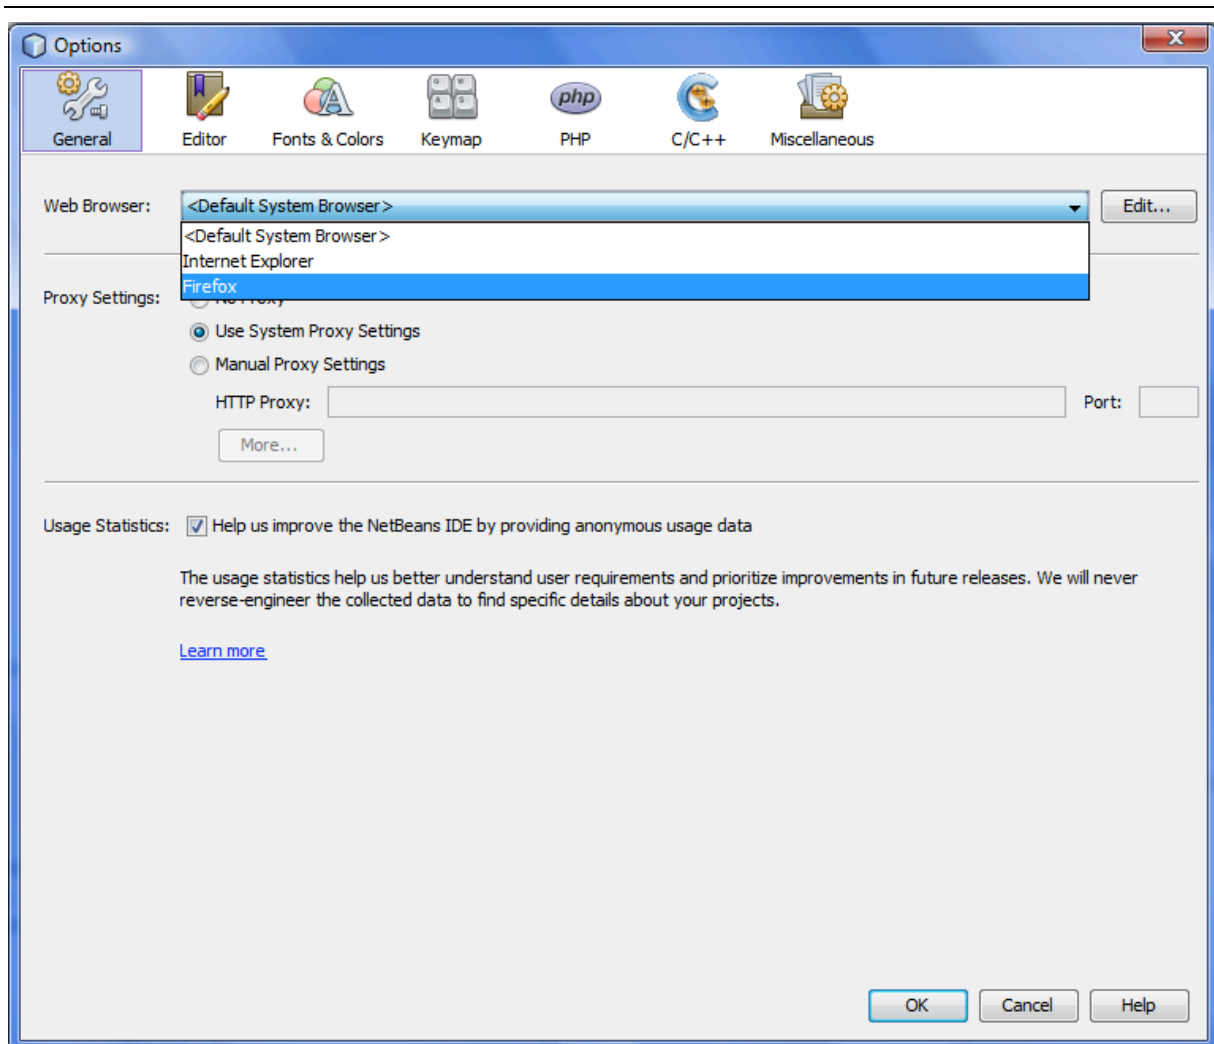 Options
General Editor Fonts & Colors Keymap PHP C/C++ Miscellaneous
php
Web Browser: <Default System Browser> Edit...
<Default System Browser>
Internet Explorer
Firefox
Proxy Settings: No Proxy
Use System Proxy Settings
Manual Proxy Settings
HTTP Proxy: Port:
More...
Usage Statistics: Help us improve the NetBeans IDE by providing anonymous usage data
The usage statistics help us better understand user requirements and prioritize improvements in future releases. We will never
reverse-engineer the collected data to find specific details about your projects.
Learn more
OK Cancel Help